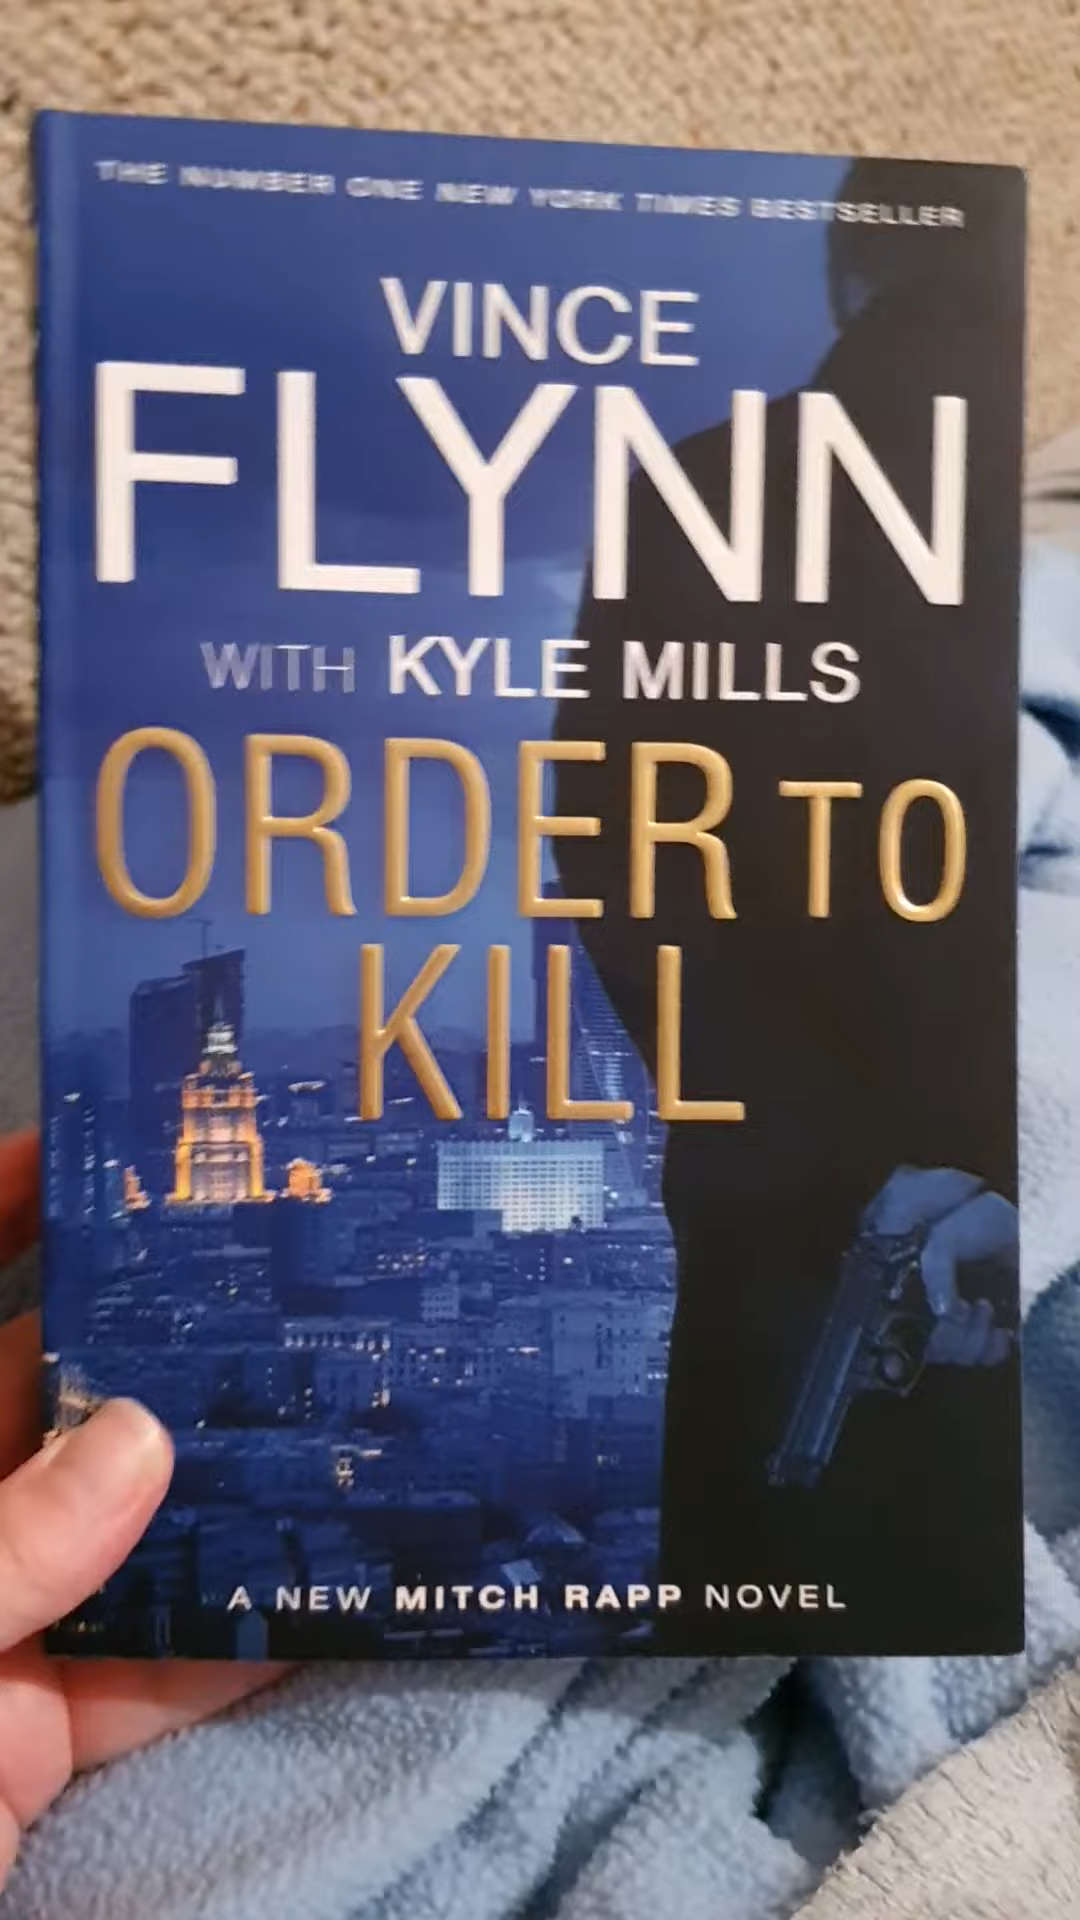 THE NUMBER ONE NEW YORK TIMES BESTSELLER
VINCE
FLYNN
WITH KYLE MILLS
ORDER TO
KILL
A NEW MITCH RAPP NOVEL